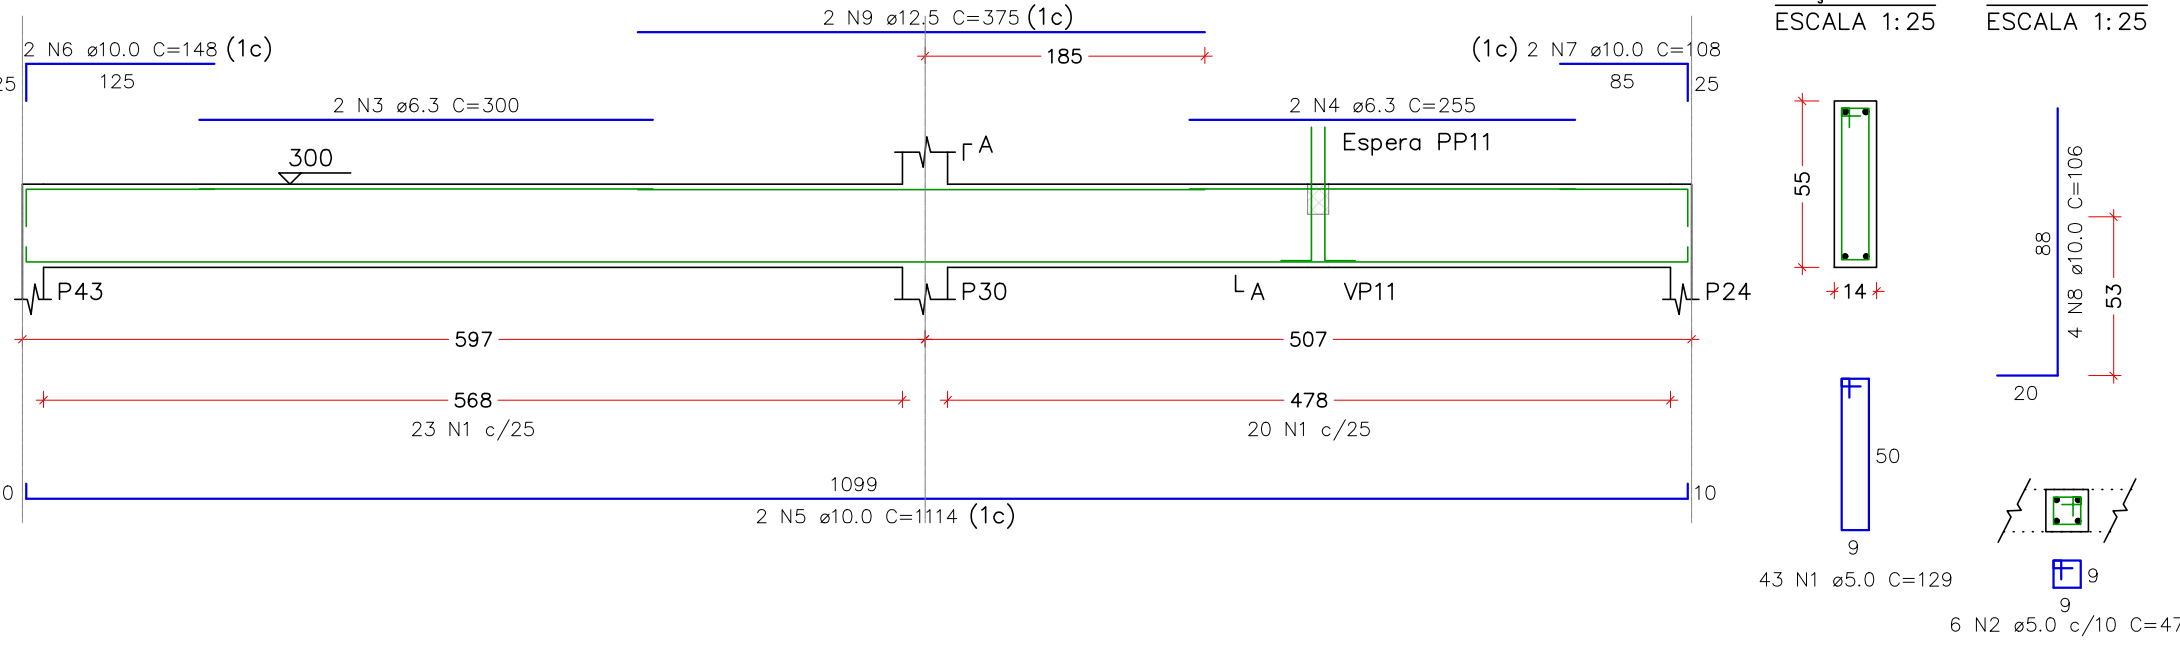 2 N9 ø12.5 C=375 (1c)
ESCALA 1:25
ESCALA 1:25
2 N6 ø10.0 C=148 (1c)
185
(1c) 2 N7 ø10.0 C=108
25
125
85
25
2 N3 ø6.3 C=300
2 N4 ø6.3 C=255
A
Espera PP11
300
55
88
4 N8 ø10.0 C=106
53
P43
P30
A
VP11
P24
14
597
507
20
568
478
23 N1 c/25
20 N1 c/25
50
1099
10
2 N5 ø10.0 C=1114 (1c)
9
43 N1 ø5.0 C=129
9
9
6 N2 ø5.0 c/10 C=47